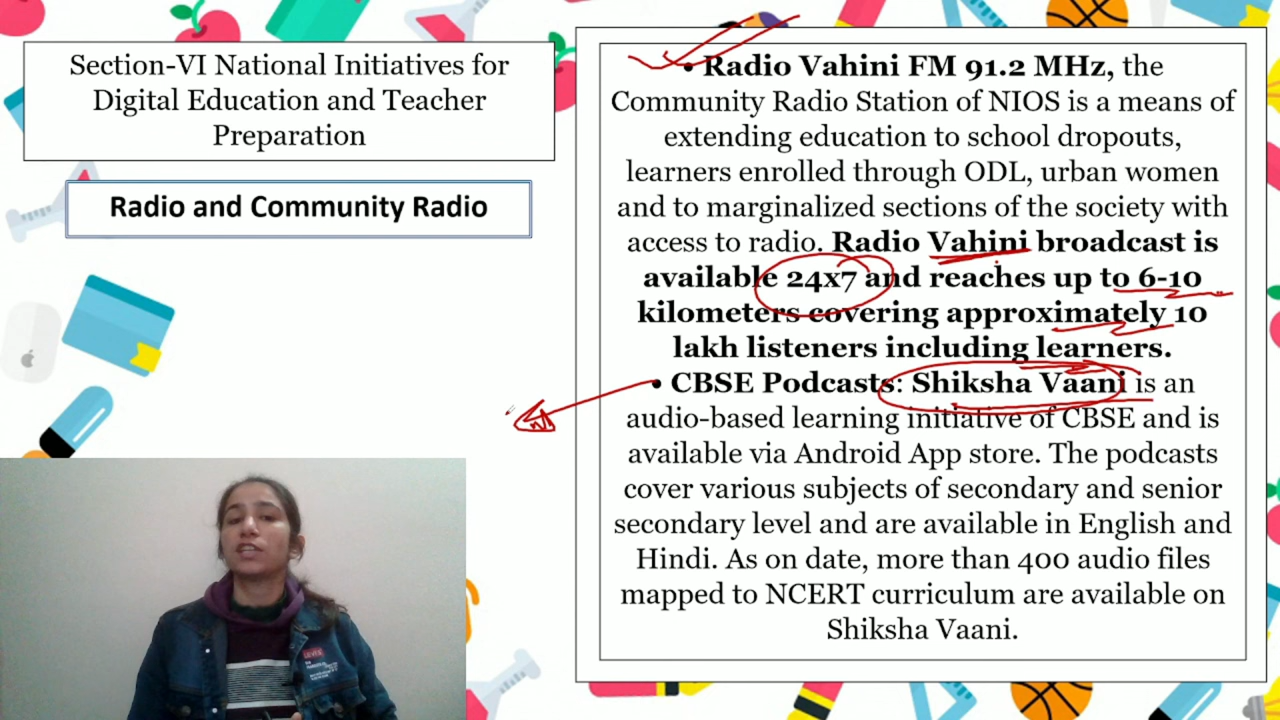 Section-VI National Initiatives for
Digital Education and Teacher
Preparation
Radio and Community Radio
• Radio Vahini FM 91.2 MHz, the
Community Radio Station of NIOS is a means of
extending education to school dropouts,
learners enrolled through ODL, urban women
and to marginalized sections of the society with
access to radio. Radio Vahini broadcast is
available 24x7 and reaches up to 6-10
kilometers covering approximately 10
lakh listeners including learners.
• CBSE Podcasts: Shiksha Vaani is an
audio-based learning initiative of CBSE and is
available via Android App store. The podcasts
cover various subjects of secondary and senior
secondary level and are available in English and
Hindi. As on date, more than 400 audio files
mapped to NCERT curriculum are available on
Shiksha Vaani.